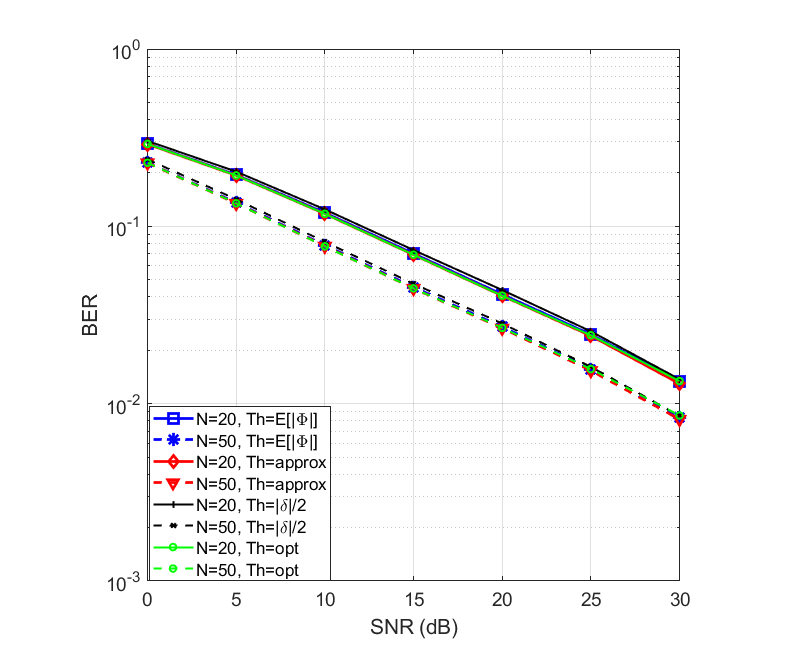 10^0
10^-1
10^-2
10^-3
BER
N=20, Th=E[|Φ|]
N=50, Th=E[|Φ|]
N=20, Th=approx
N=50, Th=approx
N=20, Th=|δ|/2
N=50, Th=|δ|/2
N=20, Th=opt
N=50, Th=opt
0 5 10 15 20 25 30
SNR (dB)